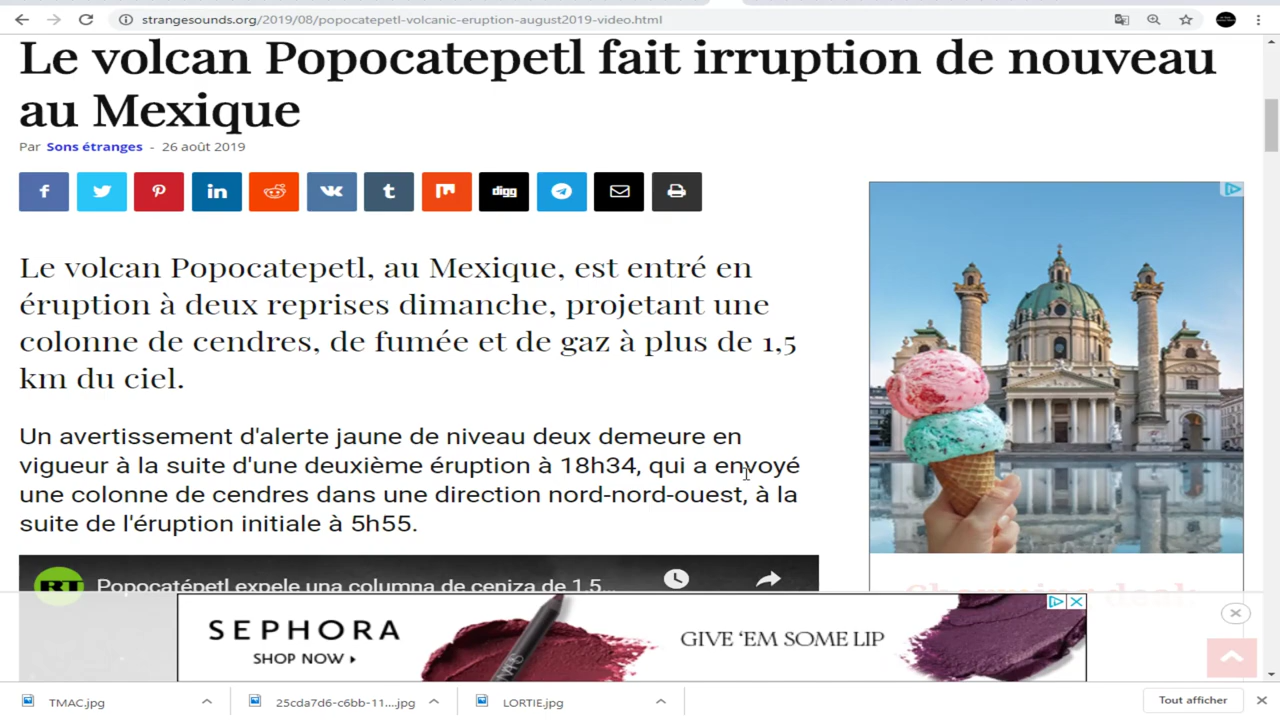 strangesounds.org/2019/08/popocatepetl-volcanic-eruption-august2019-video.html
Le volcan Popocatepetl fait irruption de nouveau
au Mexique
Par Sons étranges - 26 août 2019
digg
Le volcan Popocatepetl, au Mexique, est entré en
éruption à deux reprises dimanche, projetant une
colonne de cendres, de fumée et de gaz à plus de 1,5
km du ciel.
Un avertissement d'alerte jaune de niveau deux demeure en
vigueur à la suite d'une deuxième éruption à 18h34, qui a envoyé
une colonne de cendres dans une direction nord-nord-ouest, à la
suite de l'éruption initiale à 5h55.
RT
Popocatépetl expele una columna de ceniza de 1,5...
SEPHORA
SHOP NOW
GIVE 'EM SOME LIP
TMAC.jpg
25cda7d6-c6bb-11....jpg
LORTIE.jpg
Tout afficher